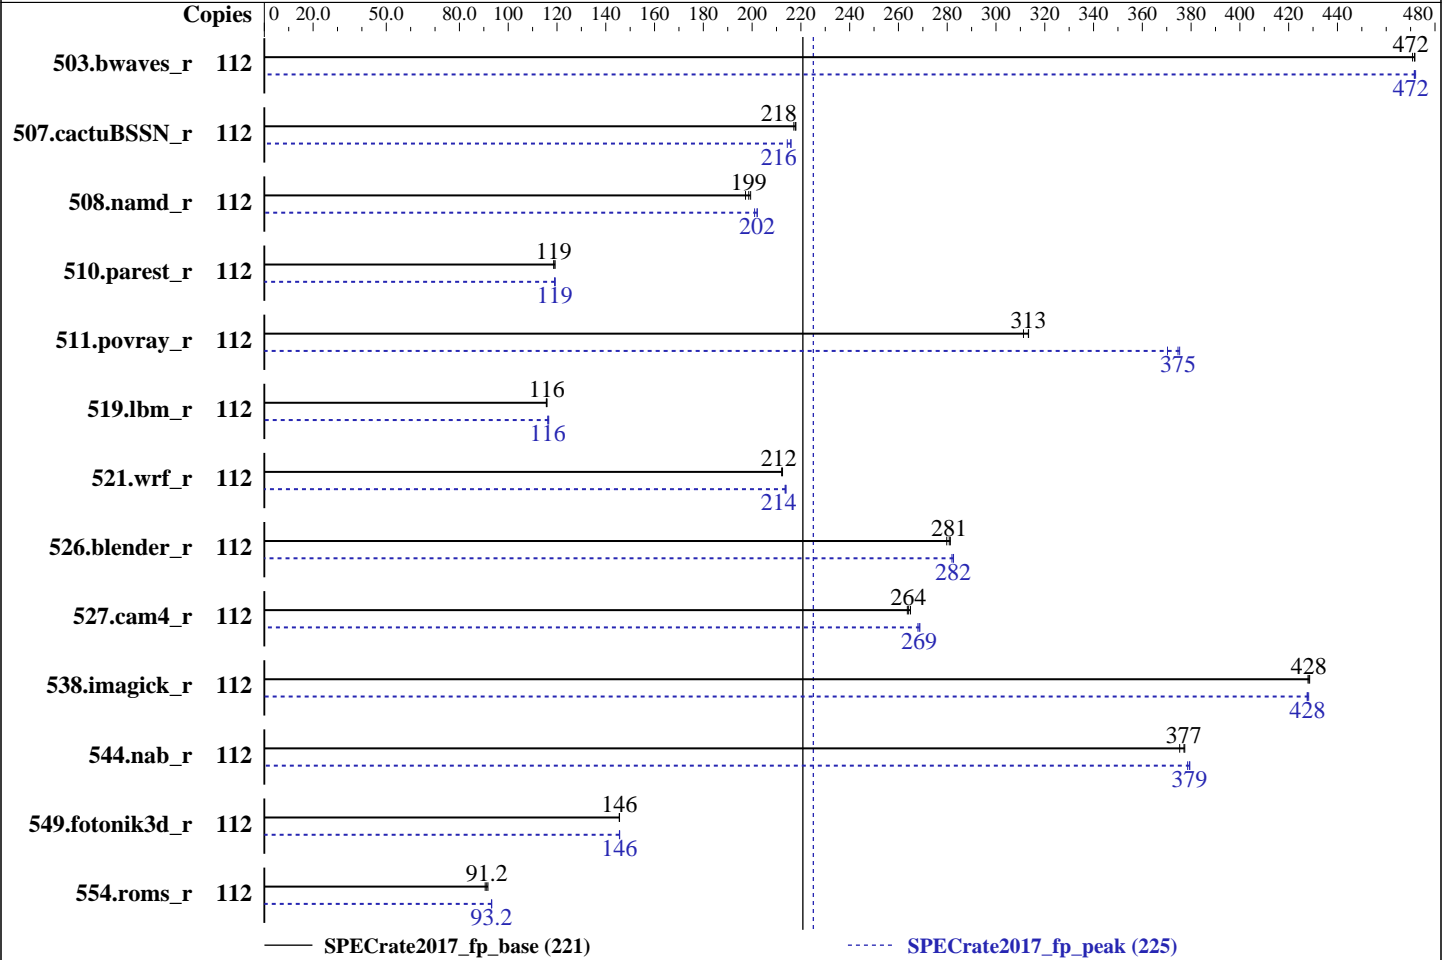 Copies 0 20.0 50.0 80.0 100 120 140 160 180 200 220 240 260 280 300 320 340 360 380 400 420 440 480
472
503.bwaves_r 112
472
218
507.cactuBSSN_r 112
216
199
508.namd_r 112
202
119
510.parest_r 112
119
313
511.povray_r 112
375
116
519.lbm_r 112
116
212
521.wrf_r 112
214
281
526.blender_r 112
282
264
527.cam4_r 112
269
428
538.imagick_r 112
428
377
544.nab_r 112
379
146
549.fotonik3d_r 112
146
91.2
554.roms_r 112
93.2
SPECrate2017_fp_base (221) SPECrate2017_fp_peak (225)